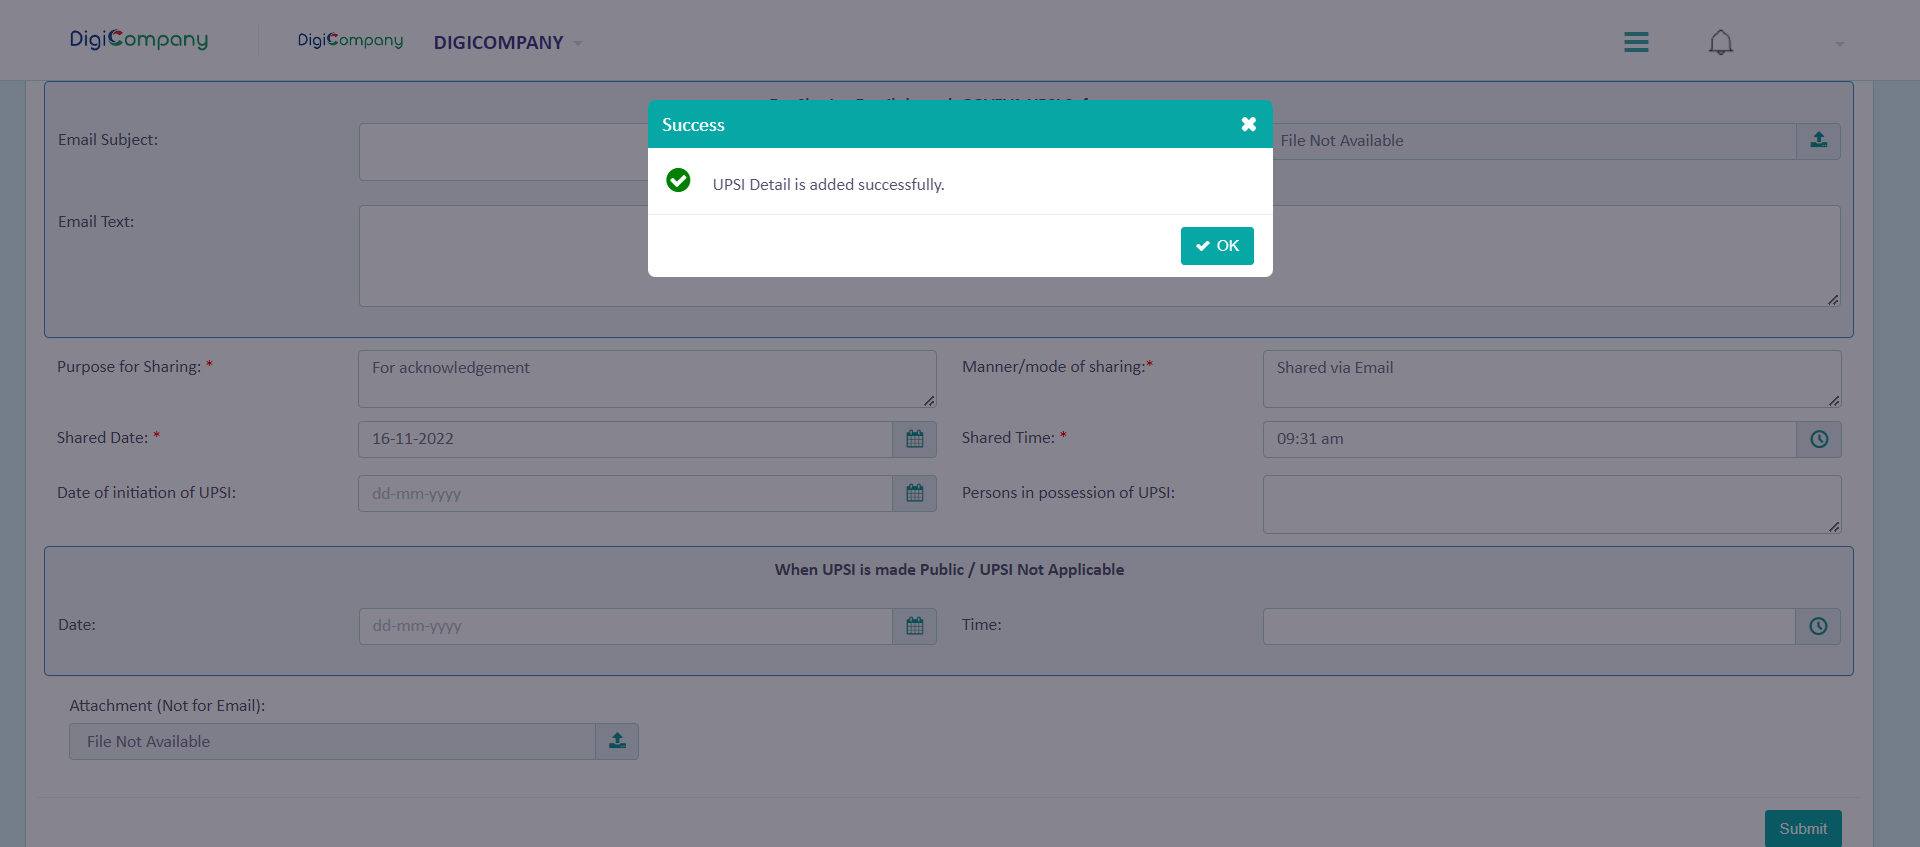 DigiCompany DigiCompany DIGICOMPANY
Success
Email Subject:
File Not Available
UPSI Detail is added successfully.
Email Text:
OK
Purpose for Sharing: *
For acknowledgement
Manner/mode of sharing:*
Shared via Email
Shared Date: *
16-11-2022
Shared Time: *
09:31 am
Date of initiation of UPSI:
dd-mm-yyyy
Persons in possession of UPSI:
When UPSI is made Public / UPSI Not Applicable
Date:
dd-mm-yyyy
Time:
Attachment (Not for Email):
File Not Available
Submit